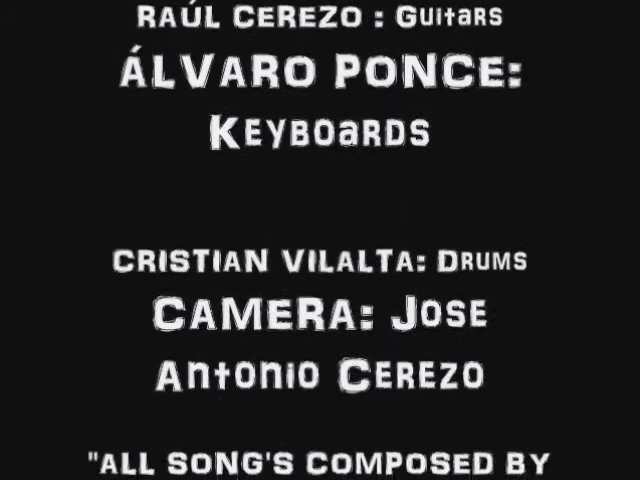 RAÚL CEREZO : Guitars
ÁLVARO PONCE:
Keyboards
CRISTIAN VILALTA: Drums
CAMERA: Jose
Antonio Cerezo
"ALL SONG'S COMPOSED BY